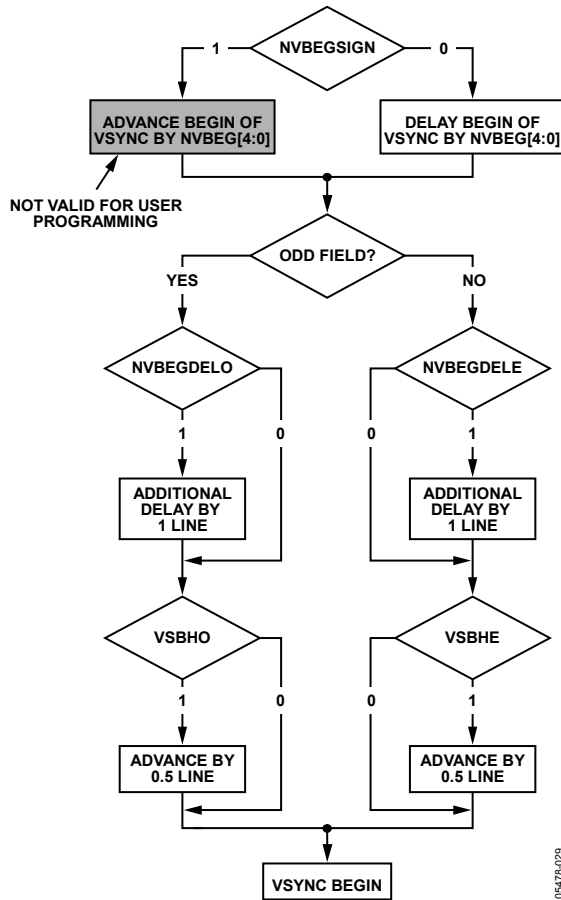 NVBEGSIGN
1
0
ADVANCE BEGIN OF
VSYNC BY NVBEG[4:0]
DELAY BEGIN OF
VSYNC BY NVBEG[4:0]
NOT VALID FOR USER
PROGRAMMING
ODD FIELD?
YES
NO
NVBEGDELO
NVBEGDELE
1
0
0
1
ADDITIONAL
DELAY BY
1 LINE
ADDITIONAL
DELAY BY
1 LINE
VSBHO
VSBHE
1
0
0
1
ADVANCE BY
0.5 LINE
ADVANCE BY
0.5 LINE
VSYNC BEGIN
05478-029